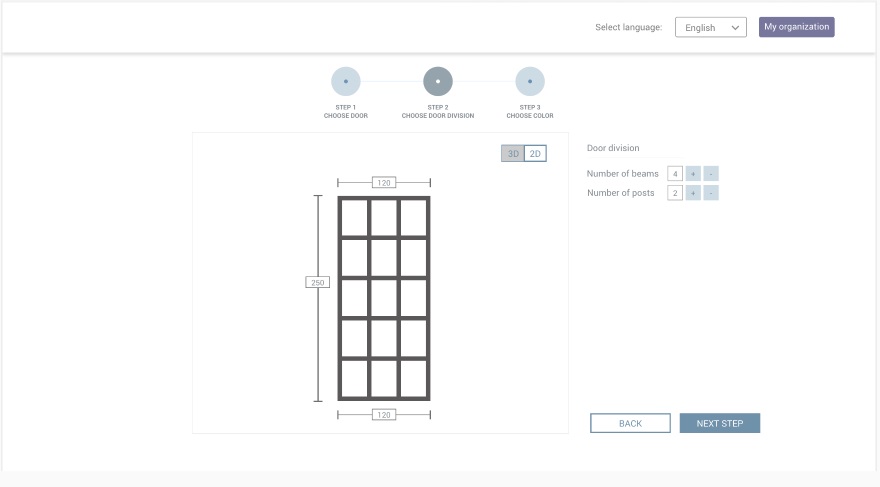 Select language: English My organization
STEP 1 STEP 2 STEP 3
CHOOSE DOOR CHOOSE DOOR DIVISION CHOOSE COLOR
3D 2D
Door division
Number of beams 4 + -
Number of posts 2 + -
120
250
120
BACK NEXT STEP